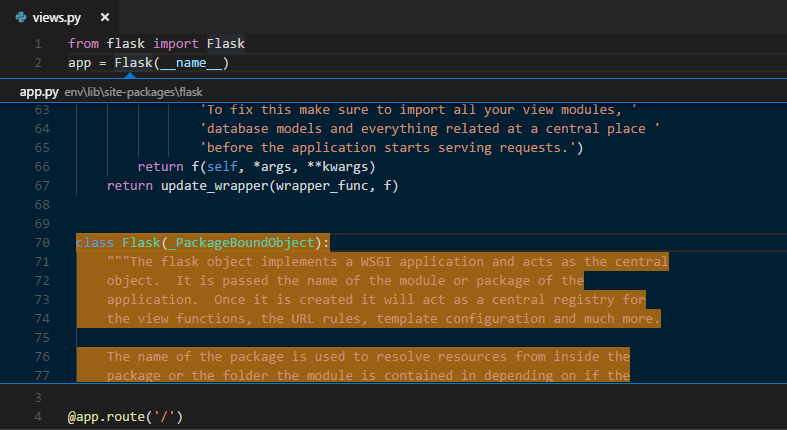 views.py ×
1 from flask import Flask
2 app = Flask(__name__)
app.py env\lib\site-packages\flask
63 'To fix this make sure to import all your view modules, '
64 'database models and everything related at a central place '
65 'before the application starts serving requests.')
66 return f(self, *args, **kwargs)
67 return update_wrapper(wrapper_func, f)
68
69
70 class Flask(_PackageBoundObject):
71 """The flask object implements a WSGI application and acts as the central
72 object.  It is passed the name of the module or package of the
73 application.  Once it is created it will act as a central registry for
74 the view functions, the URL rules, template configuration and much more.
75
76 The name of the package is used to resolve resources from inside the
77 package or the folder the module is contained in depending on if the
3
4 @app.route('/')